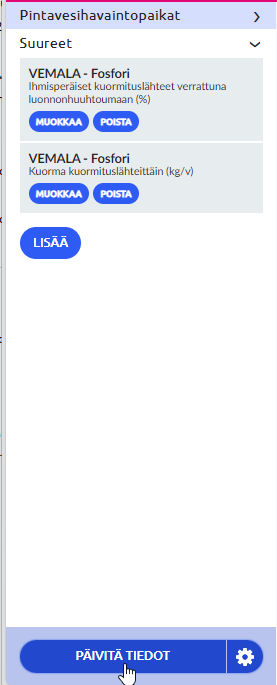 Pintavesihavaintopaikat
Suureet
VEMALA - Fosfori
Ihmisperäiset kuormituslähteet verrattuna
luonnonhuuhtoumaan (%)
MUOKKAA POISTA
VEMALA - Fosfori
Kuorma kuormituslähteittäin (kg/v)
MUOKKAA POISTA
LISÄÄ
PÄIVITÄ TIEDOT